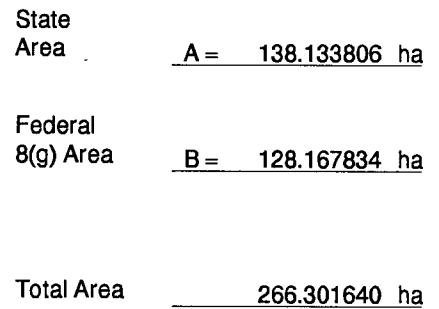 State
Area A = 138.133806 ha
Federal
8(g) Area B = 128.167834 ha
Total Area 266.301640 ha